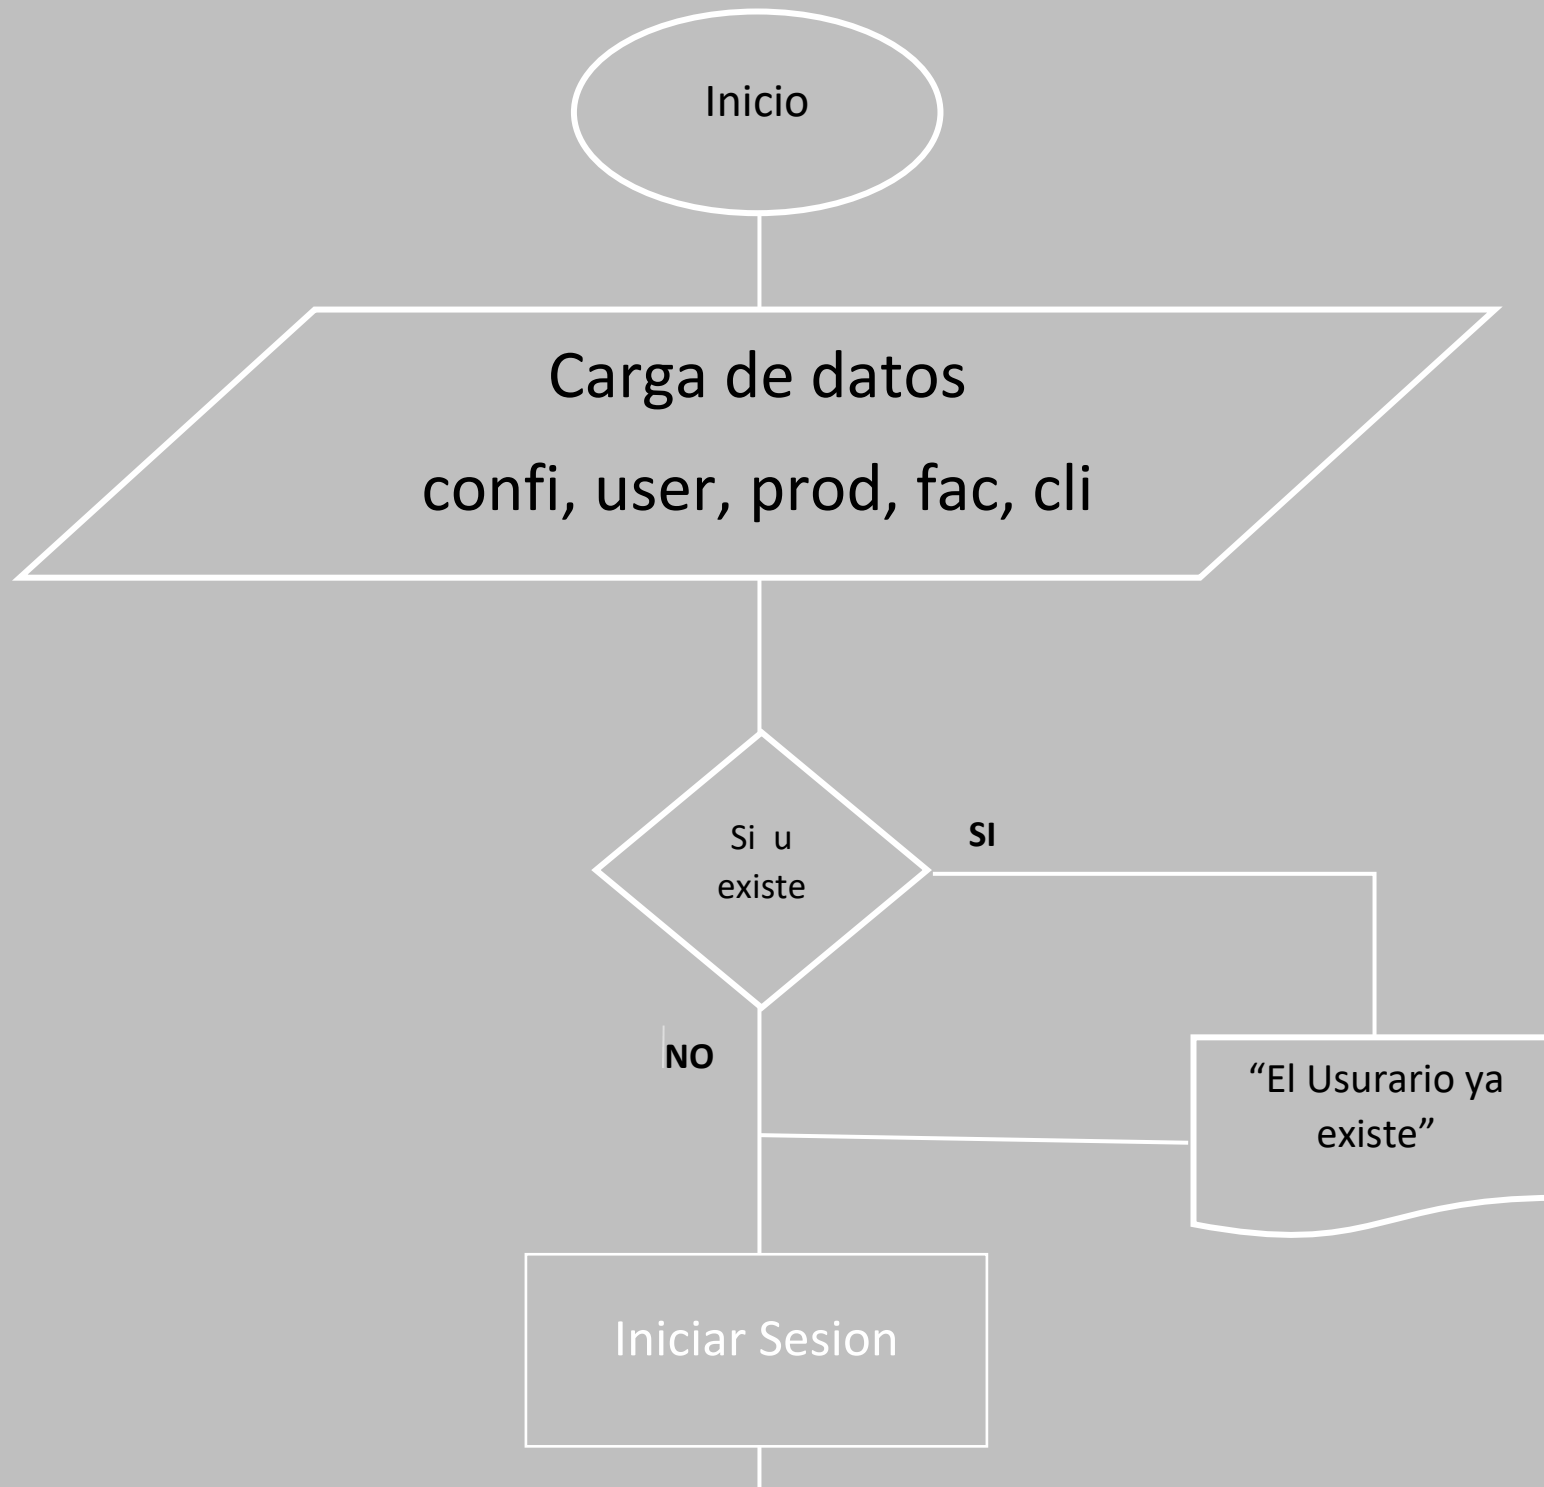 Inicio
Carga de datos
confi, user, prod, fac, cli
Si  u
existe
SI
NO
“El Usurario ya
existe”
Iniciar Sesion